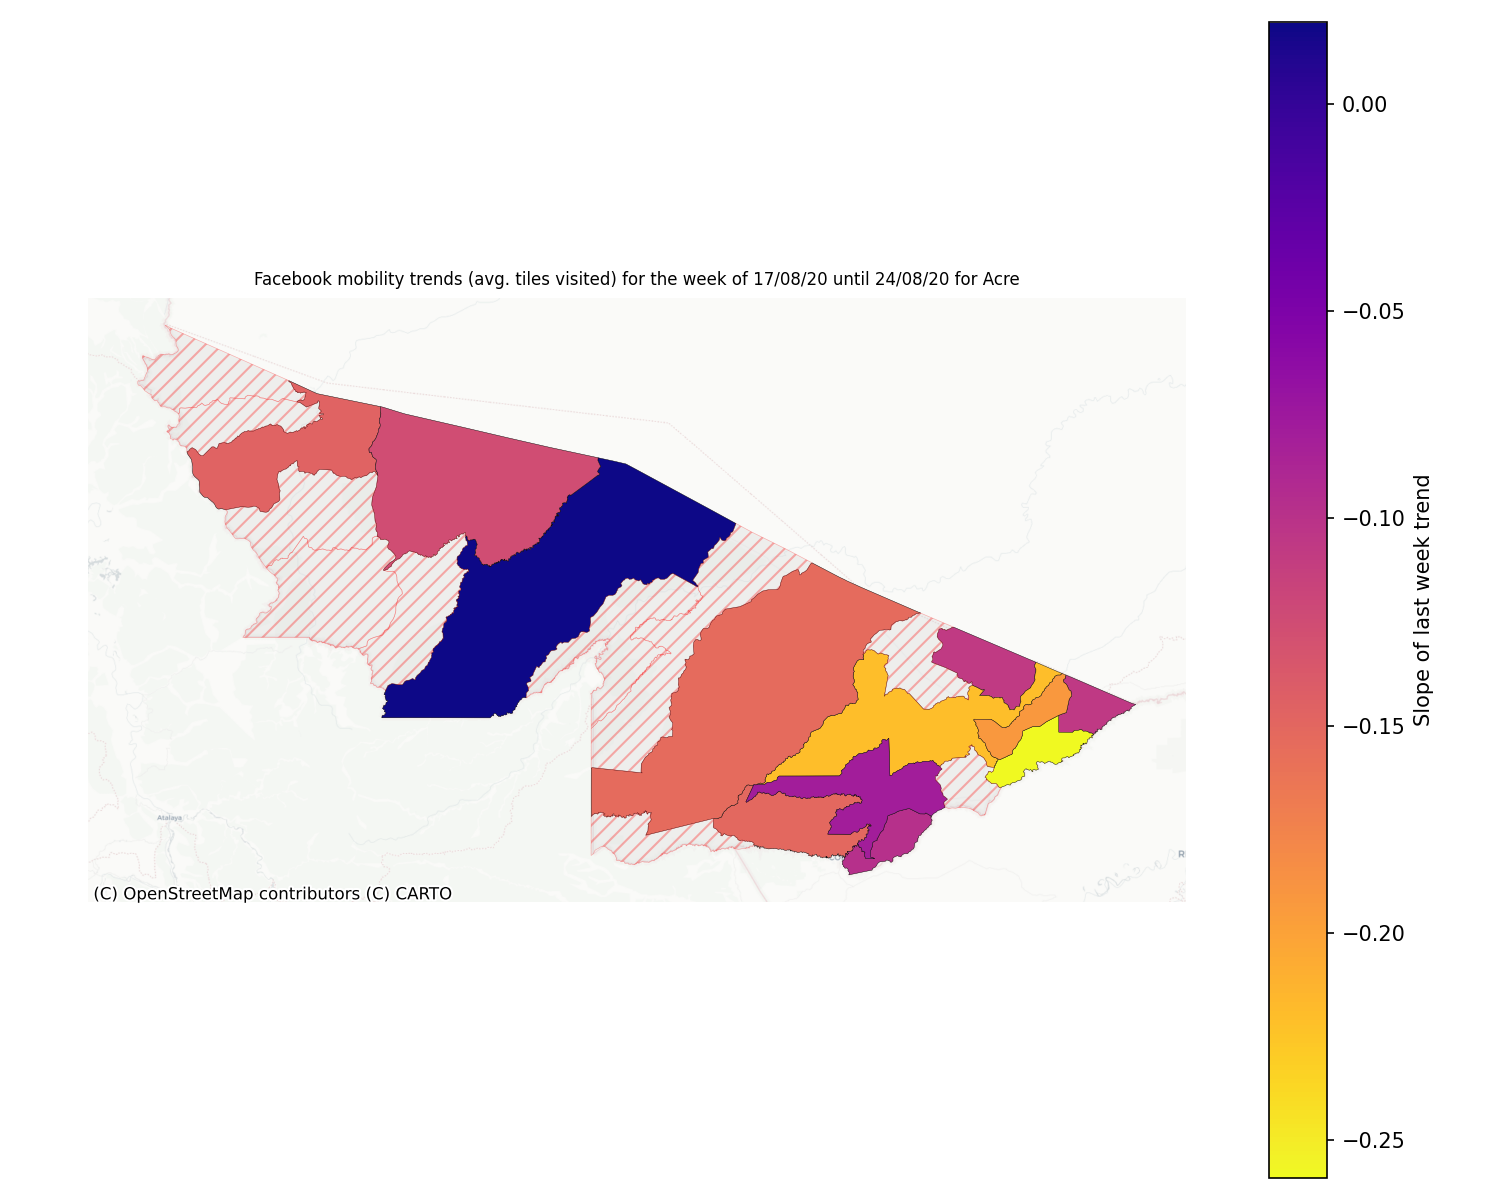 Facebook mobility trends (avg. tiles visited) for the week of 17/08/20 until 24/08/20 for Acre
0.00
−0.05
−0.10
−0.15
−0.20
−0.25
Slope of last week trend
Atalaya
(C) OpenStreetMap contributors (C) CARTO